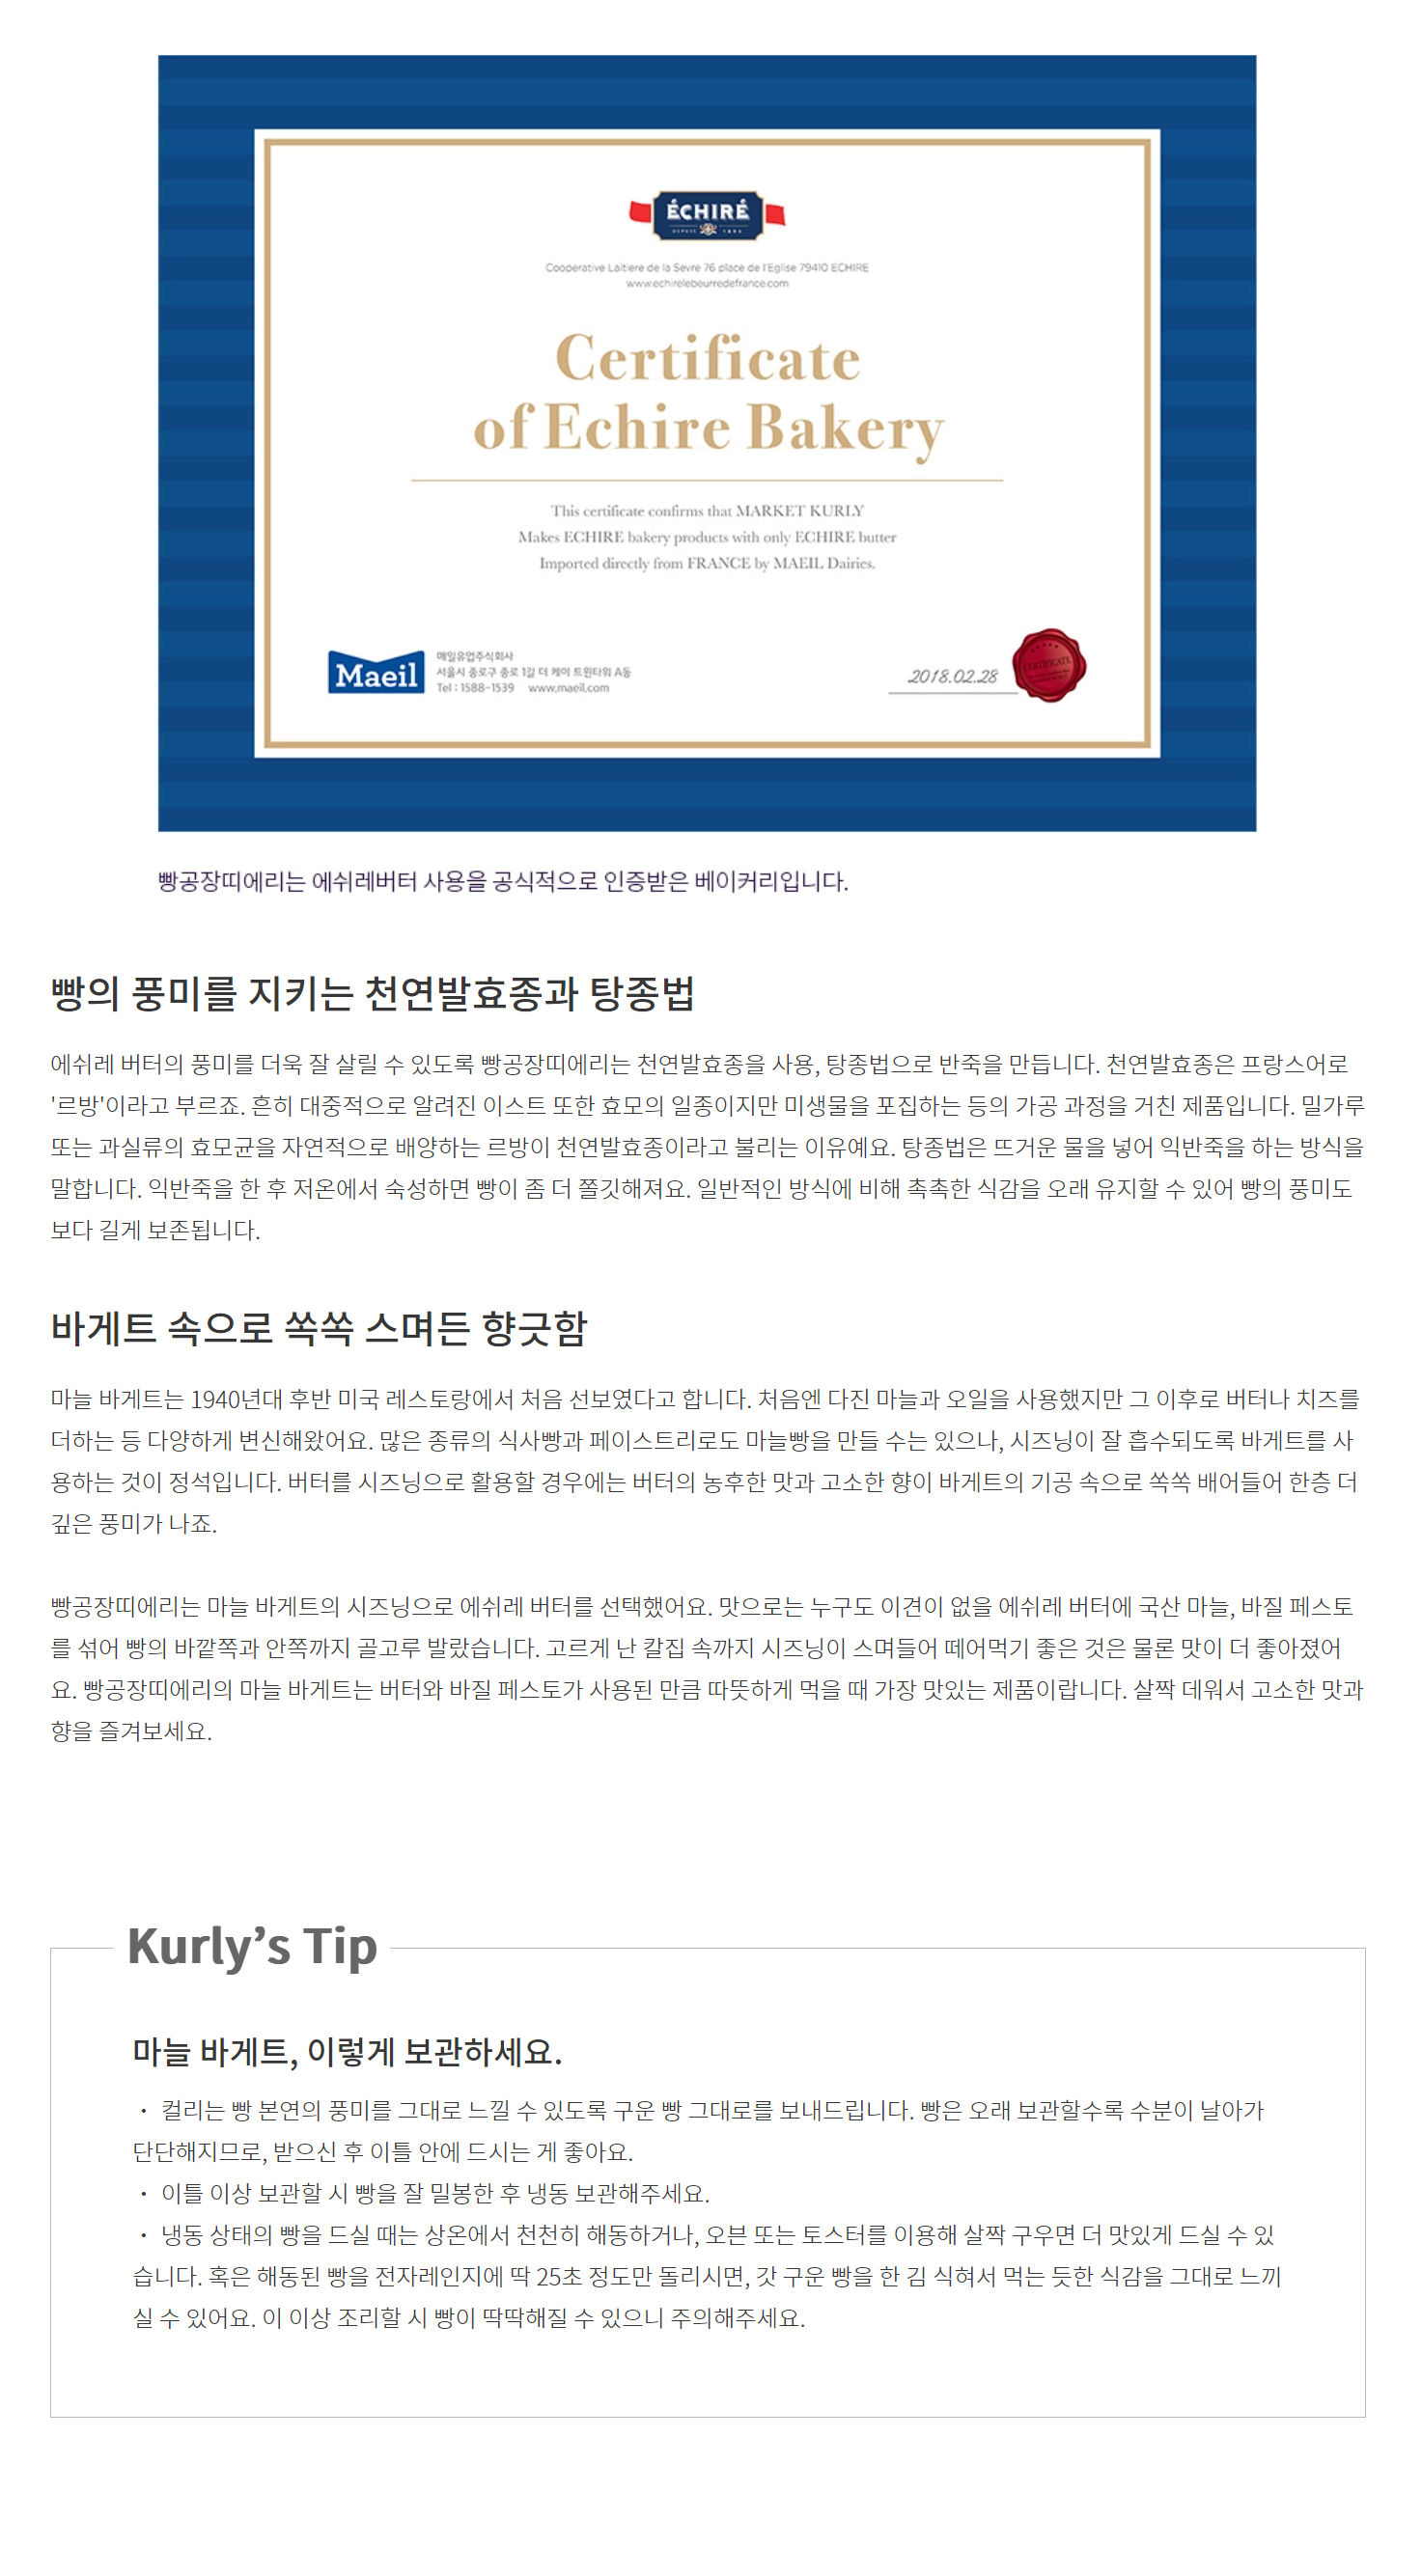 ÉCHIRÉ
DEPUIS 1894
Cooperative Laitiere de la Sevre 76 place de l'Eglise 79410 ECHIRE
www.echirelebeurredefrance.com
Certificate
of Echire Bakery
This certificate confirms that MARKET KURLY
Makes ECHIRE bakery products with only ECHIRE butter
Imported directly from FRANCE by MAEIL Dairies.
Maeil
매일유업주식회사
서울시 종로구 종로 1길 더 케이 트윈타워 A동
Tel : 1588-1539 www.maeil.com
2018.02.28
CERTIFICATE
빵공장띠에리는 에쉬레버터 사용을 공식적으로 인증받은 베이커리입니다.
빵의 풍미를 지키는 천연발효종과 탕종법
에쉬레 버터의 풍미를 더욱 잘 살릴 수 있도록 빵공장띠에리는 천연발효종을 사용, 탕종법으로 반죽을 만듭니다. 천연발효종은 프랑스어로
'르방'이라고 부르죠. 흔히 대중적으로 알려진 이스트 또한 효모의 일종이지만 미생물을 포집하는 등의 가공 과정을 거친 제품입니다. 밀가루
또는 과실류의 효모균을 자연적으로 배양하는 르방이 천연발효종이라고 불리는 이유예요. 탕종법은 뜨거운 물을 넣어 익반죽을 하는 방식을
말합니다. 익반죽을 한 후 저온에서 숙성하면 빵이 좀 더 쫄깃해져요. 일반적인 방식에 비해 촉촉한 식감을 오래 유지할 수 있어 빵의 풍미도
보다 길게 보존됩니다.
바게트 속으로 쏙쏙 스며든 향긋함
마늘 바게트는 1940년대 후반 미국 레스토랑에서 처음 선보였다고 합니다. 처음엔 다진 마늘과 오일을 사용했지만 그 이후로 버터나 치즈를
더하는 등 다양하게 변신해왔어요. 많은 종류의 식사빵과 페이스트리로도 마늘빵을 만들 수는 있으나, 시즈닝이 잘 흡수되도록 바게트를 사
용하는 것이 정석입니다. 버터를 시즈닝으로 활용할 경우에는 버터의 농후한 맛과 고소한 향이 바게트의 기공 속으로 쏙쏙 배어들어 한층 더
깊은 풍미가 나죠.
빵공장띠에리는 마늘 바게트의 시즈닝으로 에쉬레 버터를 선택했어요. 맛으로는 누구도 이견이 없을 에쉬레 버터에 국산 마늘, 바질 페스토
를 섞어 빵의 바깥쪽과 안쪽까지 골고루 발랐습니다. 고르게 난 칼집 속까지 시즈닝이 스며들어 떼어먹기 좋은 것은 물론 맛이 더 좋아졌어
요. 빵공장띠에리의 마늘 바게트는 버터와 바질 페스토가 사용된 만큼 따뜻하게 먹을 때 가장 맛있는 제품이랍니다. 살짝 데워서 고소한 맛과
향을 즐겨보세요.
Kurly’s Tip
마늘 바게트, 이렇게 보관하세요.
・ 컬리는 빵 본연의 풍미를 그대로 느낄 수 있도록 구운 빵 그대로를 보내드립니다. 빵은 오래 보관할수록 수분이 날아가
단단해지므로, 받으신 후 이틀 안에 드시는 게 좋아요.
・ 이틀 이상 보관할 시 빵을 잘 밀봉한 후 냉동 보관해주세요.
・ 냉동 상태의 빵을 드실 때는 상온에서 천천히 해동하거나, 오븐 또는 토스터를 이용해 살짝 구우면 더 맛있게 드실 수 있
습니다. 혹은 해동된 빵을 전자레인지에 딱 25초 정도만 돌리시면, 갓 구운 빵을 한 김 식혀서 먹는 듯한 식감을 그대로 느끼
실 수 있어요. 이 이상 조리할 시 빵이 딱딱해질 수 있으니 주의해주세요.